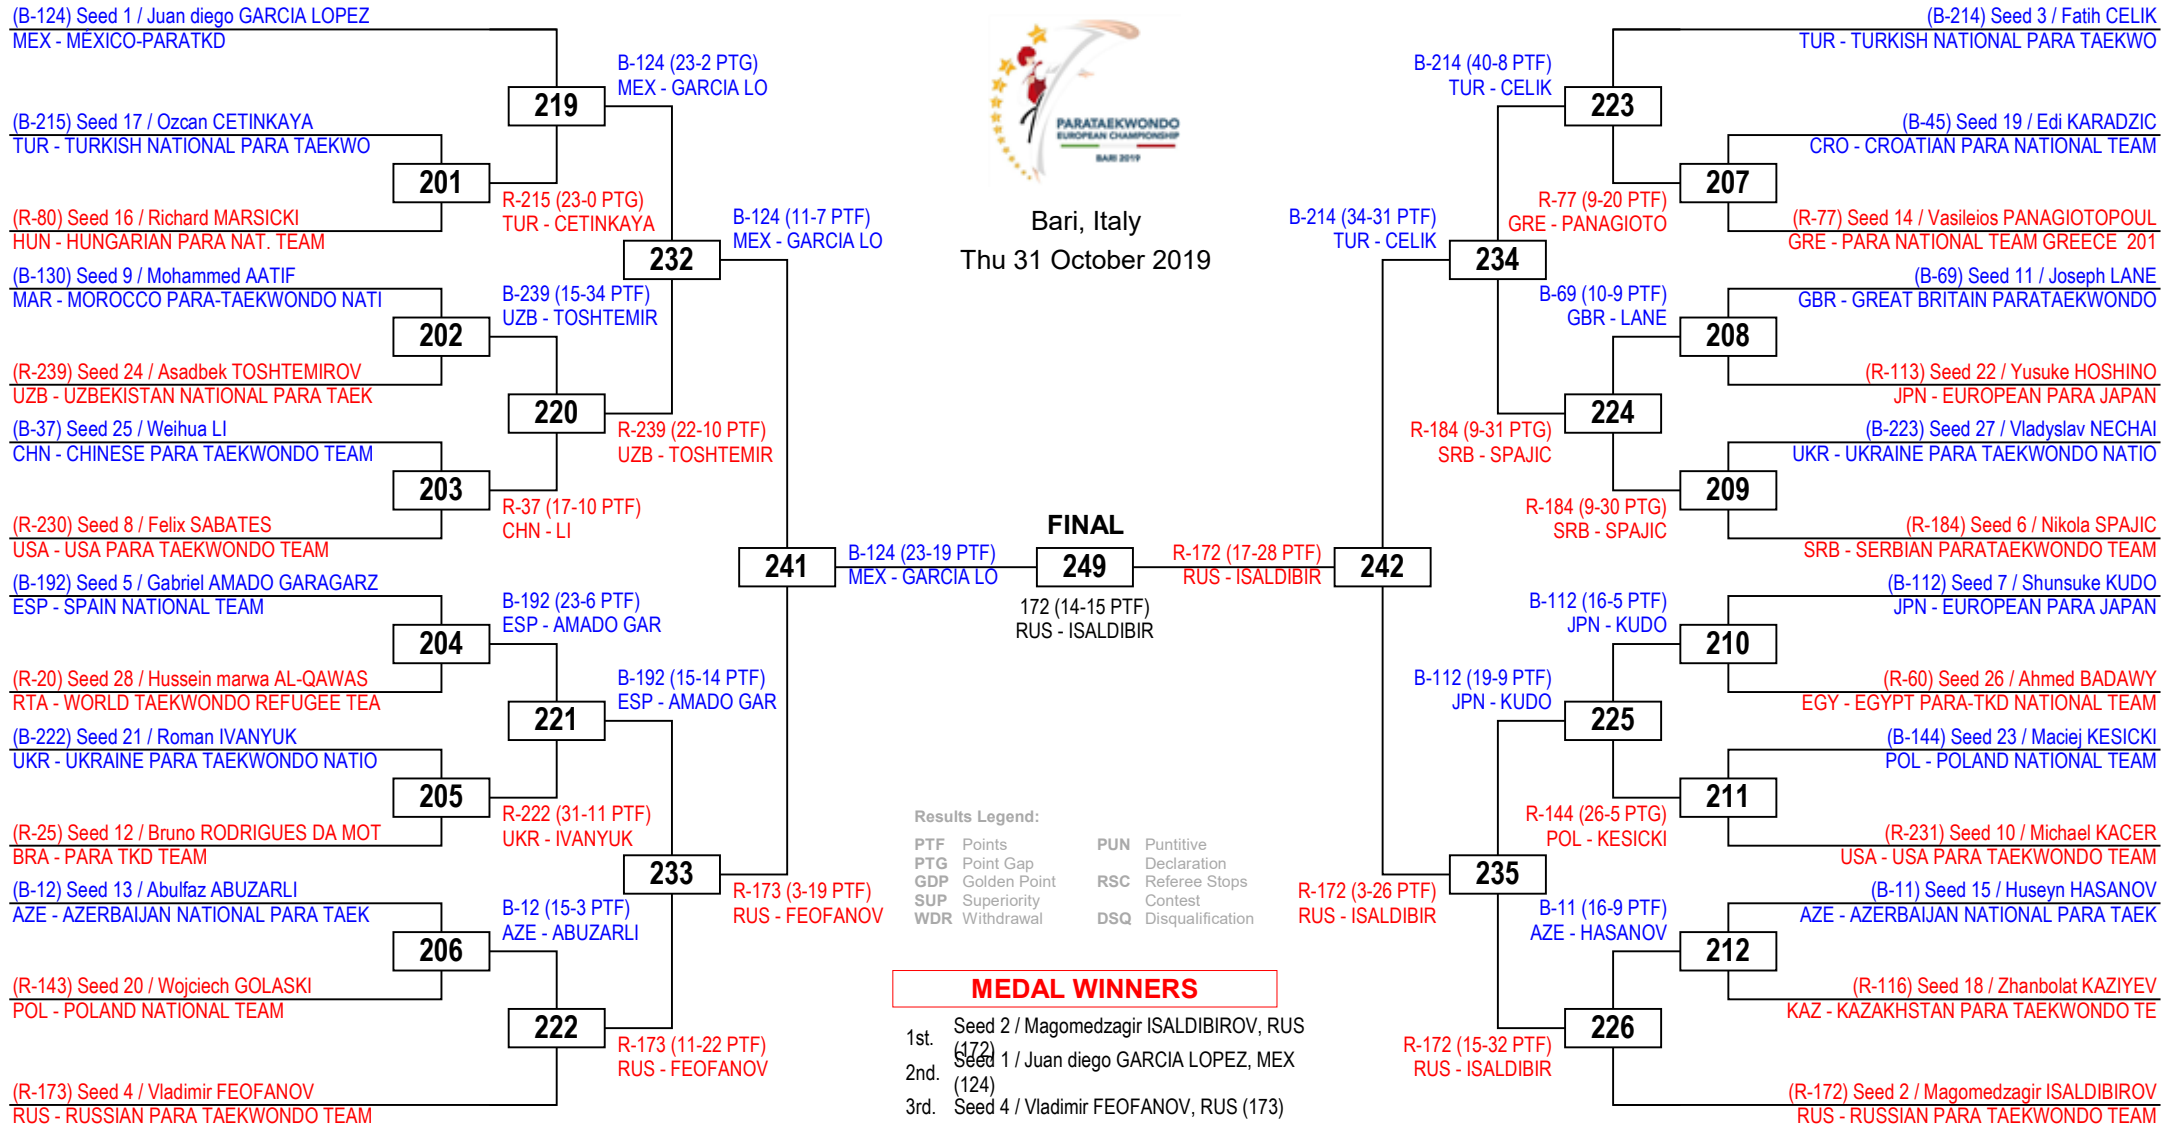 (B-124) Seed 1 / Juan diego GARCIA LOPEZ
MEX - MÉXICO-PARATKD
(B-215) Seed 17 / Ozcan CETINKAYA
TUR - TURKISH NATIONAL PARA TAEKWO
(R-80) Seed 16 / Richard MARSICKI
HUN - HUNGARIAN PARA NAT. TEAM
(B-130) Seed 9 / Mohammed AATIF
MAR - MOROCCO PARA-TAEKWONDO NATI
(R-239) Seed 24 / Asadbek TOSHTEMIROV
UZB - UZBEKISTAN NATIONAL PARA TAEK
(B-37) Seed 25 / Weihua LI
CHN - CHINESE PARA TAEKWONDO TEAM
(R-230) Seed 8 / Felix SABATES
USA - USA PARA TAEKWONDO TEAM
(B-192) Seed 5 / Gabriel AMADO GARAGARZ
ESP - SPAIN NATIONAL TEAM
(R-20) Seed 28 / Hussein marwa AL-QAWAS
RTA - WORLD TAEKWONDO REFUGEE TEA
(B-222) Seed 21 / Roman IVANYUK
UKR - UKRAINE PARA TAEKWONDO NATIO
(R-25) Seed 12 / Bruno RODRIGUES DA MOT
BRA - PARA TKD TEAM
(B-12) Seed 13 / Abulfaz ABUZARLI
AZE - AZERBAIJAN NATIONAL PARA TAEK
(R-143) Seed 20 / Wojciech GOLASKI
POL - POLAND NATIONAL TEAM
(R-173) Seed 4 / Vladimir FEOFANOV
RUS - RUSSIAN PARA TAEKWONDO TEAM
201
202
203
204
205
206
R-215 (23-0 PTG)
TUR - CETINKAYA
B-239 (15-34 PTF)
UZB - TOSHTEMIR
R-37 (17-10 PTF)
CHN - LI
B-192 (23-6 PTF)
ESP - AMADO GAR
R-222 (31-11 PTF)
UKR - IVANYUK
B-12 (15-3 PTF)
AZE - ABUZARLI
219
220
221
222
B-124 (23-2 PTG)
MEX - GARCIA LO
R-239 (22-10 PTF)
UZB - TOSHTEMIR
B-192 (15-14 PTF)
ESP - AMADO GAR
R-173 (11-22 PTF)
RUS - FEOFANOV
232
233
B-124 (11-7 PTF)
MEX - GARCIA LO
R-173 (3-19 PTF)
RUS - FEOFANOV
241
B-124 (23-19 PTF)
MEX - GARCIA LO
PARATAEKWONDO
EUROPEAN CHAMPIONSHIP
BARI 2019
Bari, Italy
Thu 31 October 2019
FINAL
249
172 (14-15 PTF)
RUS - ISALDIBIR
R-172 (17-28 PTF)
RUS - ISALDIBIR
242
B-214 (34-31 PTF)
TUR - CELIK
R-172 (3-26 PTF)
RUS - ISALDIBIR
234
235
B-214 (40-8 PTF)
TUR - CELIK
R-184 (9-31 PTG)
SRB - SPAJIC
B-112 (19-9 PTF)
JPN - KUDO
R-172 (15-32 PTF)
RUS - ISALDIBIR
223
224
225
226
R-77 (9-20 PTF)
GRE - PANAGIOTO
B-69 (10-9 PTF)
GBR - LANE
R-184 (9-30 PTG)
SRB - SPAJIC
B-112 (16-5 PTF)
JPN - KUDO
R-144 (26-5 PTG)
POL - KESICKI
B-11 (16-9 PTF)
AZE - HASANOV
207
208
209
210
211
212
(B-214) Seed 3 / Fatih CELIK
TUR - TURKISH NATIONAL PARA TAEKWO
(B-45) Seed 19 / Edi KARADZIC
CRO - CROATIAN PARA NATIONAL TEAM
(R-77) Seed 14 / Vasileios PANAGIOTOPOUL
GRE - PARA NATIONAL TEAM GREECE 201
(B-69) Seed 11 / Joseph LANE
GBR - GREAT BRITAIN PARATAEKWONDO
(R-113) Seed 22 / Yusuke HOSHINO
JPN - EUROPEAN PARA JAPAN
(B-223) Seed 27 / Vladyslav NECHAI
UKR - UKRAINE PARA TAEKWONDO NATIO
(R-184) Seed 6 / Nikola SPAJIC
SRB - SERBIAN PARATAEKWONDO TEAM
(B-112) Seed 7 / Shunsuke KUDO
JPN - EUROPEAN PARA JAPAN
(R-60) Seed 26 / Ahmed BADAWY
EGY - EGYPT PARA-TKD NATIONAL TEAM
(B-144) Seed 23 / Maciej KESICKI
POL - POLAND NATIONAL TEAM
(R-231) Seed 10 / Michael KACER
USA - USA PARA TAEKWONDO TEAM
(B-11) Seed 15 / Huseyn HASANOV
AZE - AZERBAIJAN NATIONAL PARA TAEK
(R-116) Seed 18 / Zhanbolat KAZIYEV
KAZ - KAZAKHSTAN PARA TAEKWONDO TE
(R-172) Seed 2 / Magomedzagir ISALDIBIROV
RUS - RUSSIAN PARA TAEKWONDO TEAM
Results Legend:
PTF Points
PTG Point Gap
GDP Golden Point
SUP Superiority
WDR Withdrawal
PUN Puntitive
Declaration
RSC Referee Stops
Contest
DSQ Disqualification
MEDAL WINNERS
1st. Seed 2 / Magomedzagir ISALDIBIROV, RUS
(172)
2nd. Seed 1 / Juan diego GARCIA LOPEZ, MEX
(124)
3rd. Seed 4 / Vladimir FEOFANOV, RUS (173)